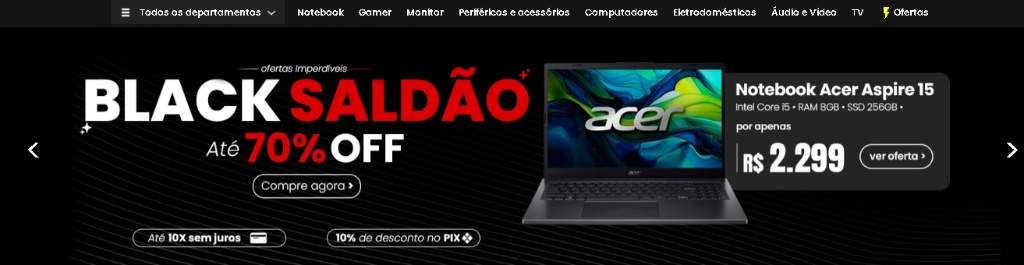 Todos os departamentos
Notebook
Gamer
Monitor
Periféricos e acessórios
Computadores
Eletrodomésticos
Áudio e Vídeo
TV
Ofertas
ofertas Imperdíveis
BLACK SALDÃO
Até 70% OFF
Compre agora >
Até 10X sem juros
10% de desconto no PIX
acer
acer
Notebook Acer Aspire 15
Intel Core i5 • RAM 8GB • SSD 256GB •
por apenas
R$ 2.299
ver oferta >